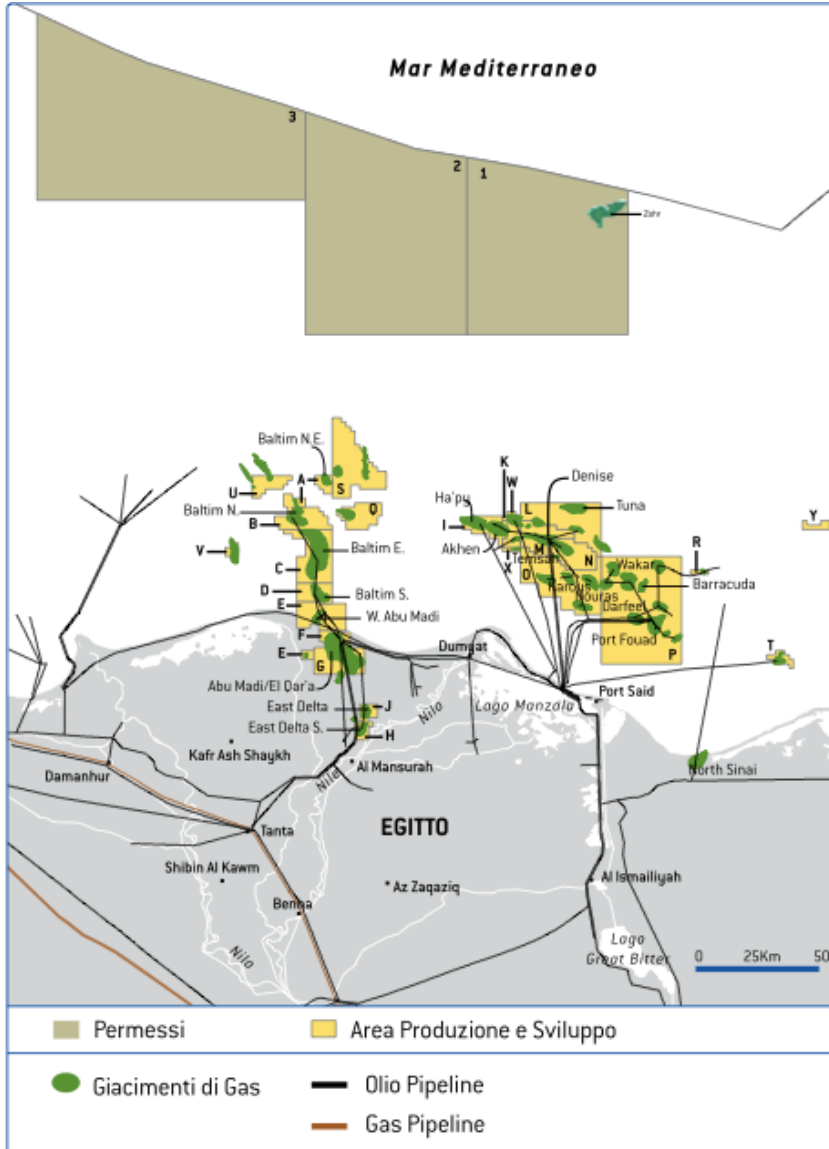 Mar Mediterraneo
3
2
1
Zohr
Baltim N.E.
K
W
Denise
A
S
Ha'py
L
Tuna
U
Baltim N.
Q
I
Y
B
Akhen
M
Temsah
R
V
Baltim E.
X
N
Wakar
C
O
Karous
Barracuda
D
Baltim S.
Nouras
E
Darfeel
W. Abu Madi
F
Port Fouad
E
G
Dumyat
P
T
Abu Madi/El Qar'a
East Delta
J
Nilo
Lago Manzala
Port Said
East Delta S.
H
Kafr Ash Shaykh
Al Mansurah
North Sinai
Damanhur
Nile
Tanta
EGITTO
Shibin Al Kawm
Az Zaqaziq
Al Ismailiyah
Benha
Nilo
Lago
Great Bitter
0 25Km 50
Permessi
Area Produzione e Sviluppo
Giacimenti di Gas
Olio Pipeline
Gas Pipeline